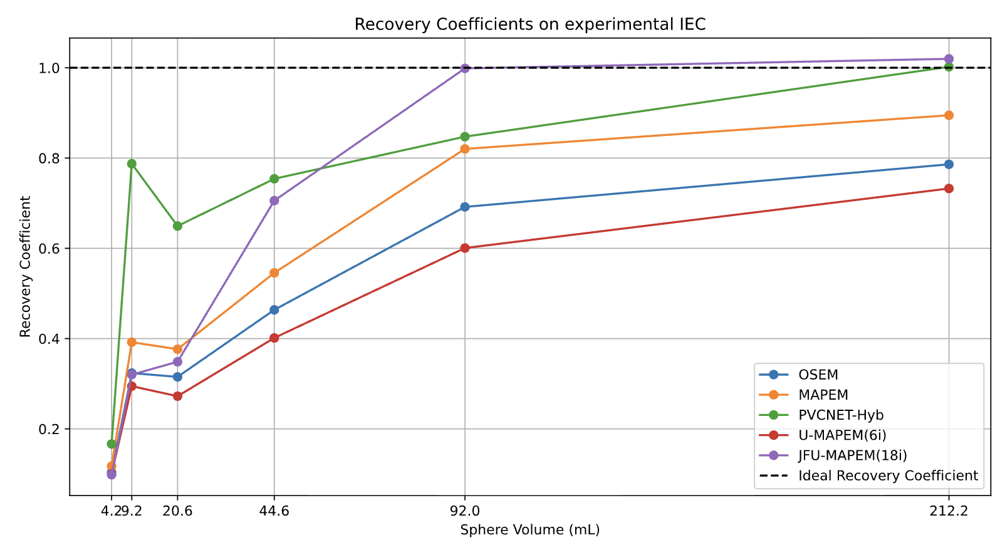 Recovery Coefficients on experimental IEC
Recovery Coefficient
1.0
0.8
0.6
0.4
0.2
OSEM
MAPEM
PVCNET-Hyb
U-MAPEM(6i)
JFU-MAPEM(18i)
Ideal Recovery Coefficient
4.2 9.2 20.6 44.6 92.0 212.2
Sphere Volume (mL)